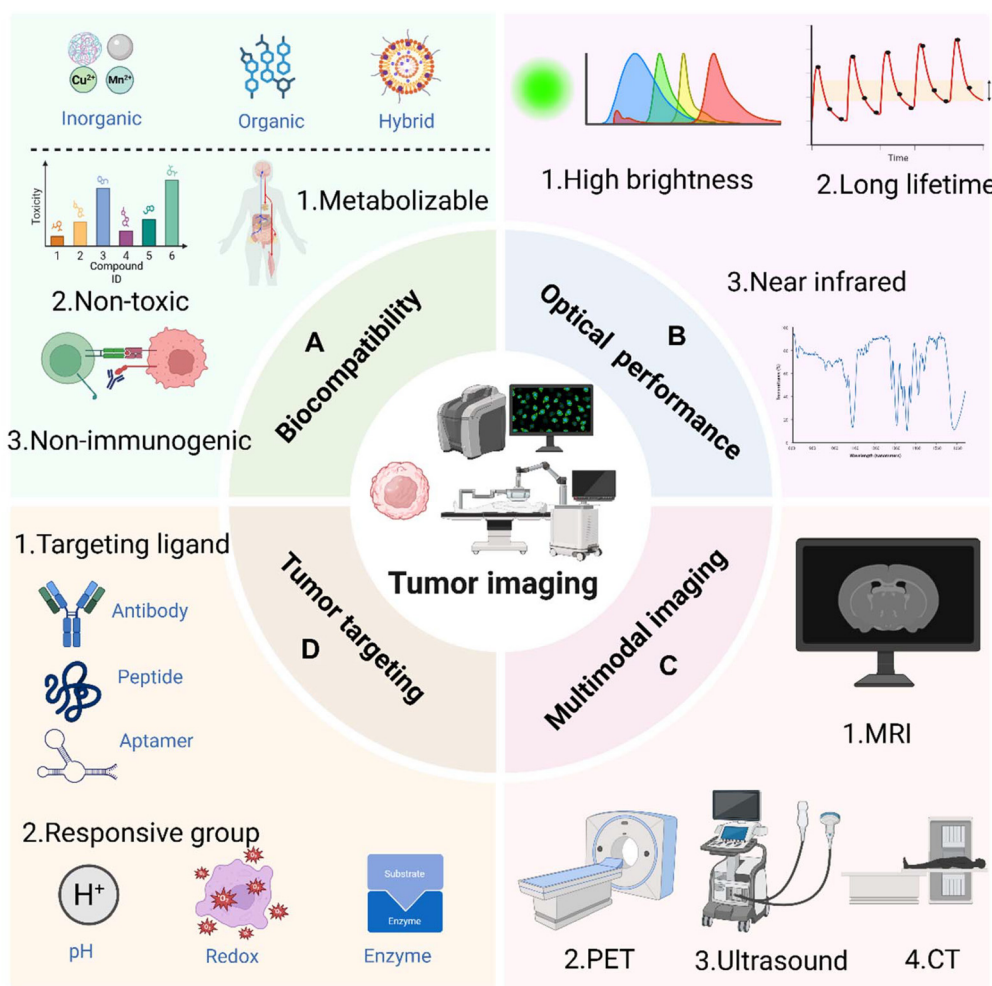 Cu²⁺
Mn²⁺
Inorganic
Organic
Hybrid
1.Metabolizable
Toxicity
1 2 3 4 5 6
Compound
ID
2.Non-toxic
3.Non-immunogenic
A
Biocompatibility
1.High brightness
Time
2.Long lifetime
3.Near infrared
B
Optical performance
Tumor imaging
1.Targeting ligand
Antibody
Peptide
Aptamer
2.Responsive group
H⁺
pH
Redox
Substrate
Enzyme
Enzyme
D
Tumor targeting
C
Multimodal imaging
1.MRI
2.PET
3.Ultrasound
4.CT